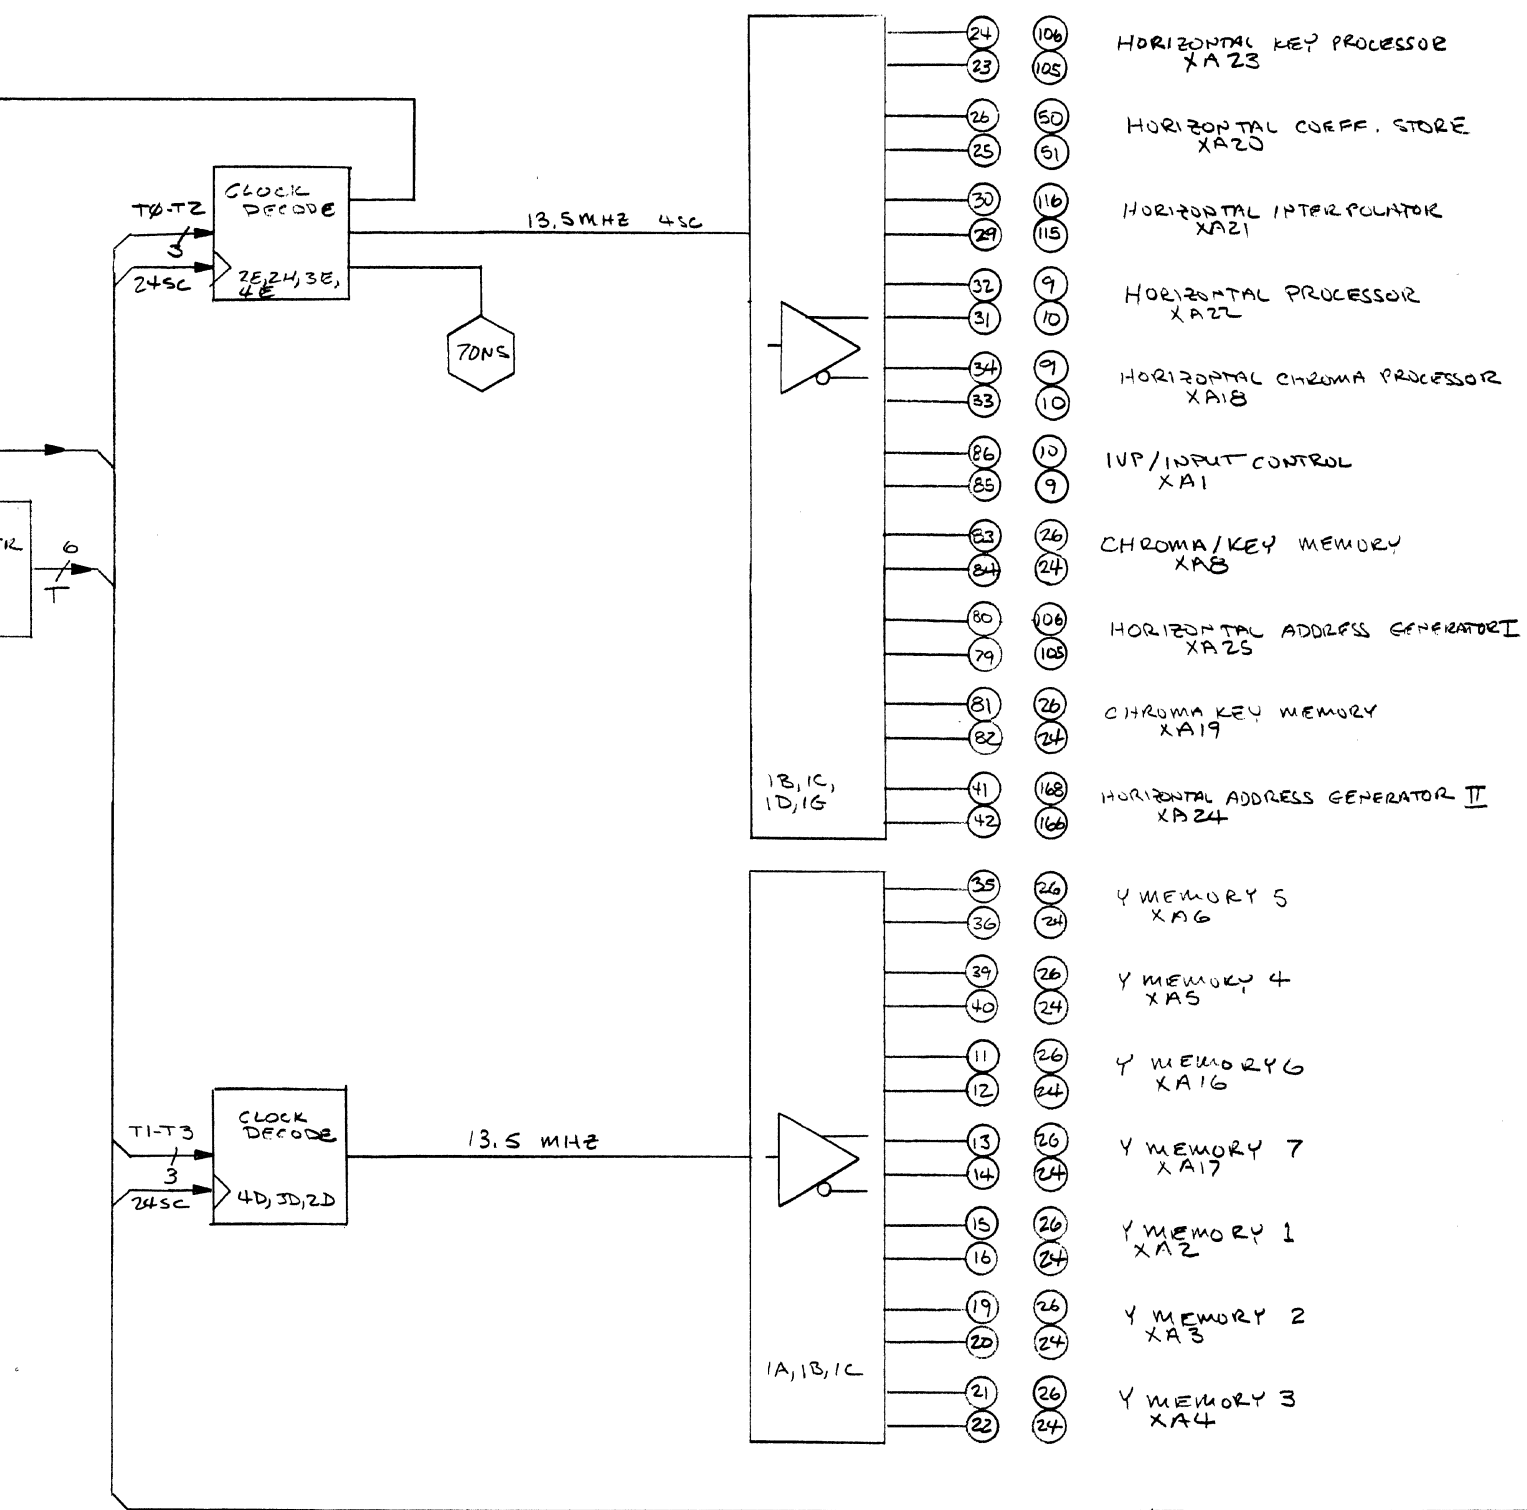 24 106 HORIZONTAL KEY PROCESSOR
23 105 XA23
26 50 HORIZONTAL COEFF. STORE
25 51 XA20
30 116 HORIZONTAL INTERPOLATOR
29 115 XA21
32 9 HORIZONTAL PROCESSOR
31 10 XA22
34 9 HORIZONTAL CHROMA PROCESSOR
33 10 XA18
86 10 IVP/INPUT CONTROL
85 9 XA1
83 26 CHROMA/KEY MEMORY
84 24 XA8
80 106 HORIZONTAL ADDRESS GENERATOR I
79 105 XA25
81 26 CHROMA KEY MEMORY
82 24 XA19
41 168 HORIZONTAL ADDRESS GENERATOR II
42 166 XA24
35 26 Y MEMORY 5
36 24 XA6
39 26 Y MEMORY 4
40 24 XA5
11 26 Y MEMORY 6
12 24 XA16
13 26 Y MEMORY 7
14 24 XA17
15 26 Y MEMORY 1
16 24 XA2
19 26 Y MEMORY 2
20 24 XA3
21 26 Y MEMORY 3
22 24 XA4
CLOCK
DECODE
2E,2H,3E,
4E
TØ-T2
3
24SC
13.5MHZ 4SC
70NS
1B,1C,
1D,1G
TR
6
T
T1-T3
3
24SC
CLOCK
DECODE
4D,3D,2D
13.5 MHZ
1A,1B,1C